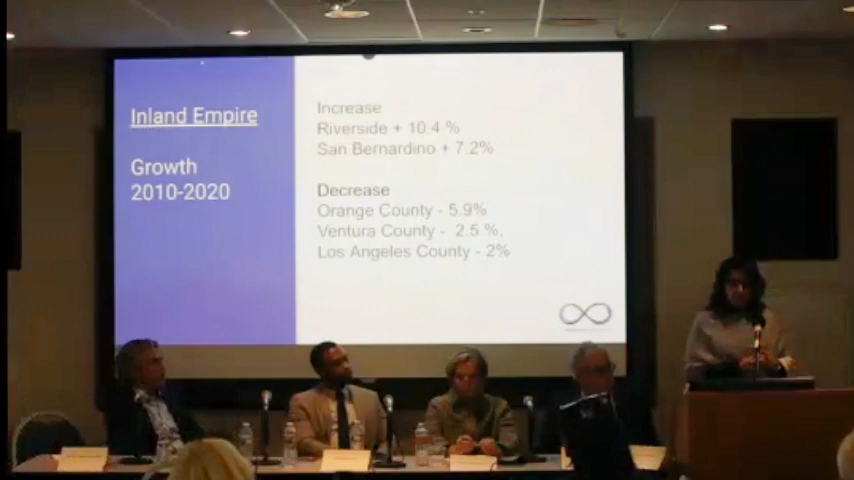 Inland Empire
Growth
2010-2020
Increase
Riverside + 10.4 %
San Bernardino + 7.2%
Decrease
Orange County - 5.9%
Ventura County -  2.5 %,
Los Angeles County - 2%